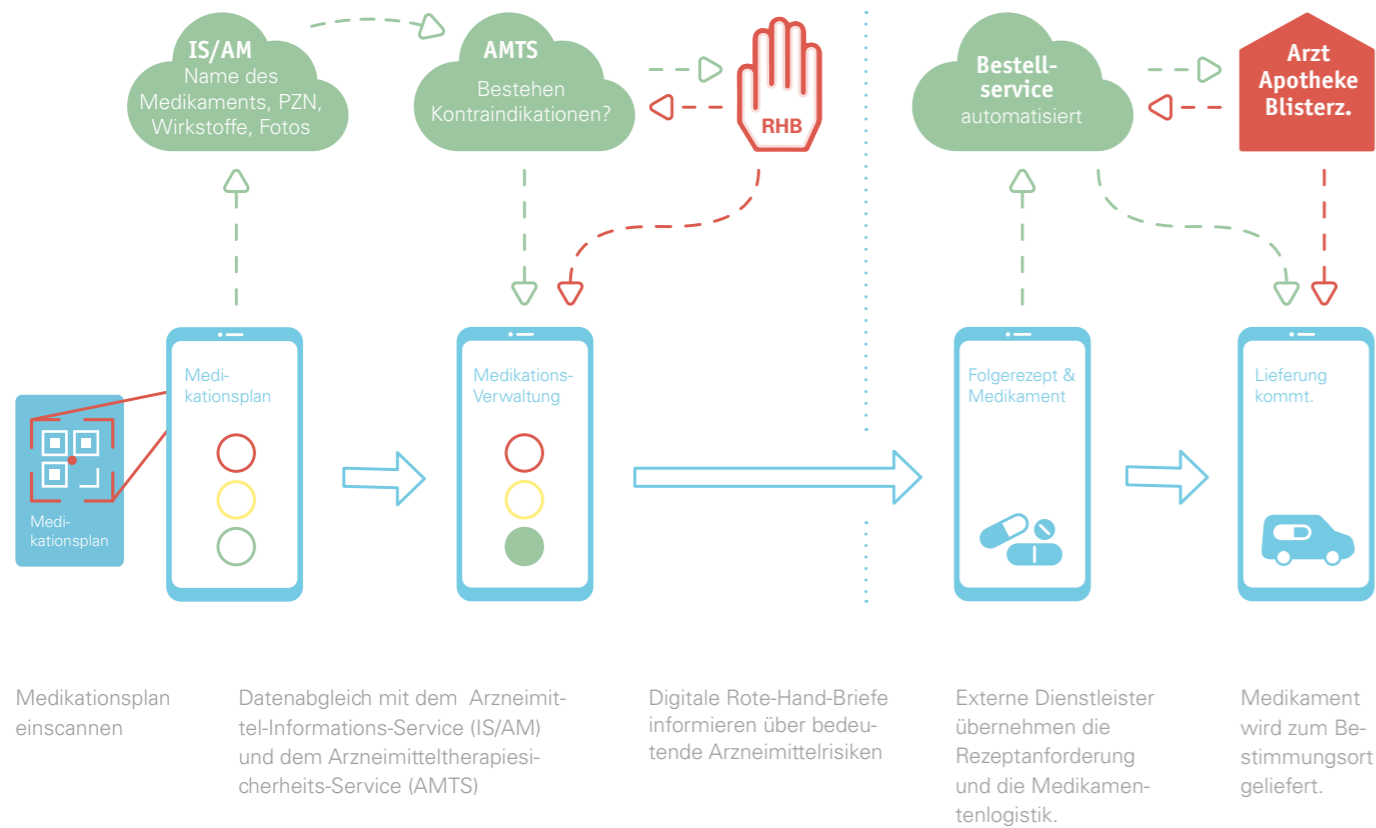 IS/AM
Name des
Medikaments, PZN,
Wirkstoffe, Fotos
AMTS
Bestehen
Kontraindikationen?
RHB
Bestell-
service
automatisiert
Arzt
Apotheke
Blisterz.
Medi-
kationsplan
Medi-
kationsplan
Medikations-
Verwaltung
Folgerezept &
Medikament
Lieferung
kommt.
Medikationsplan
einscannen
Datenabgleich mit dem Arzneimit-
tel-Informations-Service (IS/AM)
und dem Arzneimitteltherapiesi-
cherheits-Service (AMTS)
Digitale Rote-Hand-Briefe
informieren über bedeu-
tende Arzneimittelrisiken
Externe Dienstleister
übernehmen die
Rezeptanforderung
und die Medikamen-
tenlogistik.
Medikament
wird zum Be-
stimmungsort
geliefert.